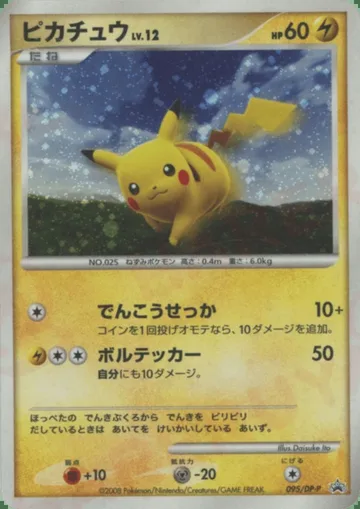 ピカチュウ LV.12 HP60
たね
NO.025 ねずみポケモン 高さ:0.4m 重さ:6.0kg
でんこうせっか 10+
コインを1回投げオモテなら、10ダメージを追加。
ボルテッカー 50
自分にも10ダメージ。
ほっぺたの でんきぶくろから でんきを ビリビリ
だしているときは あいてを けいかいしている あいず。
Illus.Daisuke Ito
弱点 抵抗力 にげる
+10 -20
©2008 Pokémon/Nintendo/Creatures/GAME FREAK. 095/DP-P